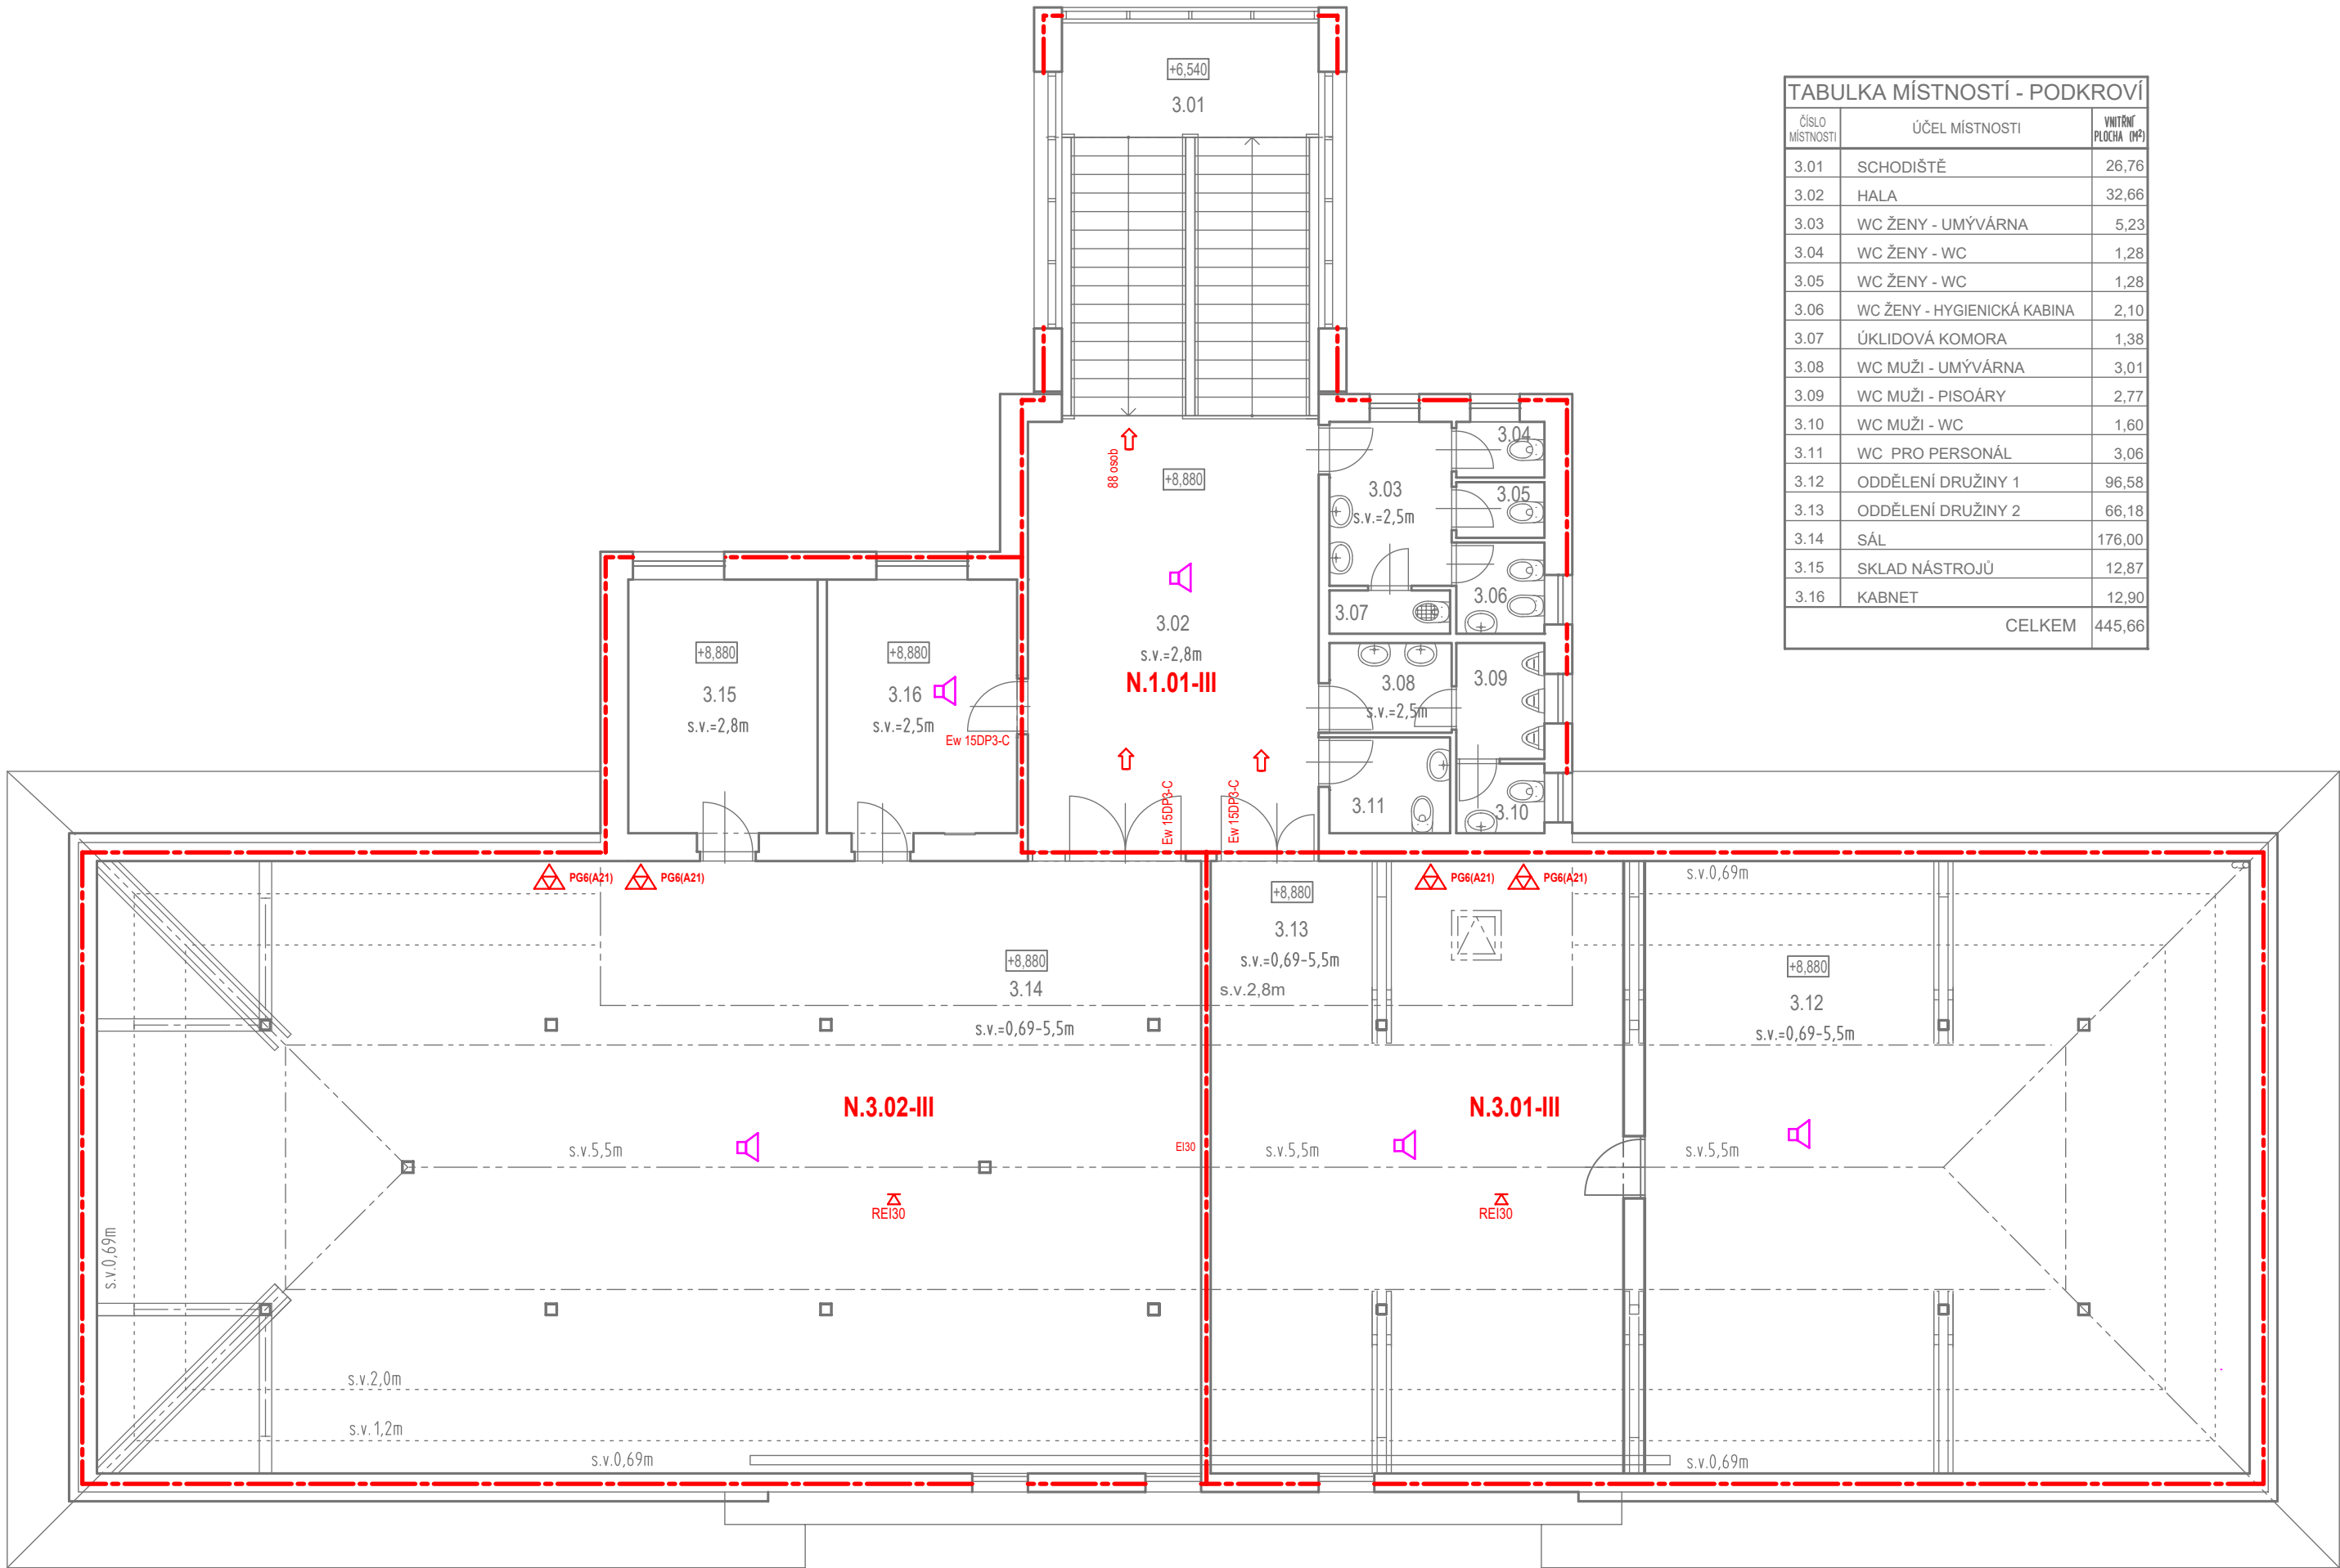 +6,540
3.01
TABULKA MÍSTNOSTÍ - PODKROVÍ
ČÍSLO MÍSTNOSTI ÚČEL MÍSTNOSTI VNITŘNÍ PLOCHA (M²)
3.01 SCHODIŠTĚ 26,76
3.02 HALA 32,66
3.03 WC ŽENY - UMÝVÁRNA 5,23
3.04 WC ŽENY - WC 1,28
3.05 WC ŽENY - WC 1,28
3.06 WC ŽENY - HYGIENICKÁ KABINA 2,10
3.07 ÚKLIDOVÁ KOMORA 1,38
3.08 WC MUŽI - UMÝVÁRNA 3,01
3.09 WC MUŽI - PISOÁRY 2,77
3.10 WC MUŽI - WC 1,60
3.11 WC PRO PERSONÁL 3,06
3.12 ODDĚLENÍ DRUŽINY 1 96,58
3.13 ODDĚLENÍ DRUŽINY 2 66,18
3.14 SÁL 176,00
3.15 SKLAD NÁSTROJŮ 12,87
3.16 KABNET 12,90
CELKEM 445,66
88 osob
+8,880
3.04
3.03
s.v.=2,5m
3.05
3.06
3.07
3.02
s.v.=2,8m
N.1.01-III
+8,880
3.15
s.v.=2,8m
+8,880
3.16
s.v.=2,5m
Ew 15DP3-C
3.08
s.v.=2,5m
3.09
3.11
3.10
Ew 15DP3-C
Ew 15DP3-C
PG6(A21)
PG6(A21)
PG6(A21)
PG6(A21)
s.v.0,69m
+8,880
3.13
s.v.=0,69-5,5m
s.v.2,8m
+8,880
3.14
s.v.=0,69-5,5m
+8,880
3.12
s.v.=0,69-5,5m
N.3.02-III
N.3.01-III
s.v.5,5m
EI30
s.v.5,5m
s.v.5,5m
REI30
REI30
s.v.0,69m
s.v.2,0m
s.v.1,2m
s.v.0,69m
s.v.0,69m